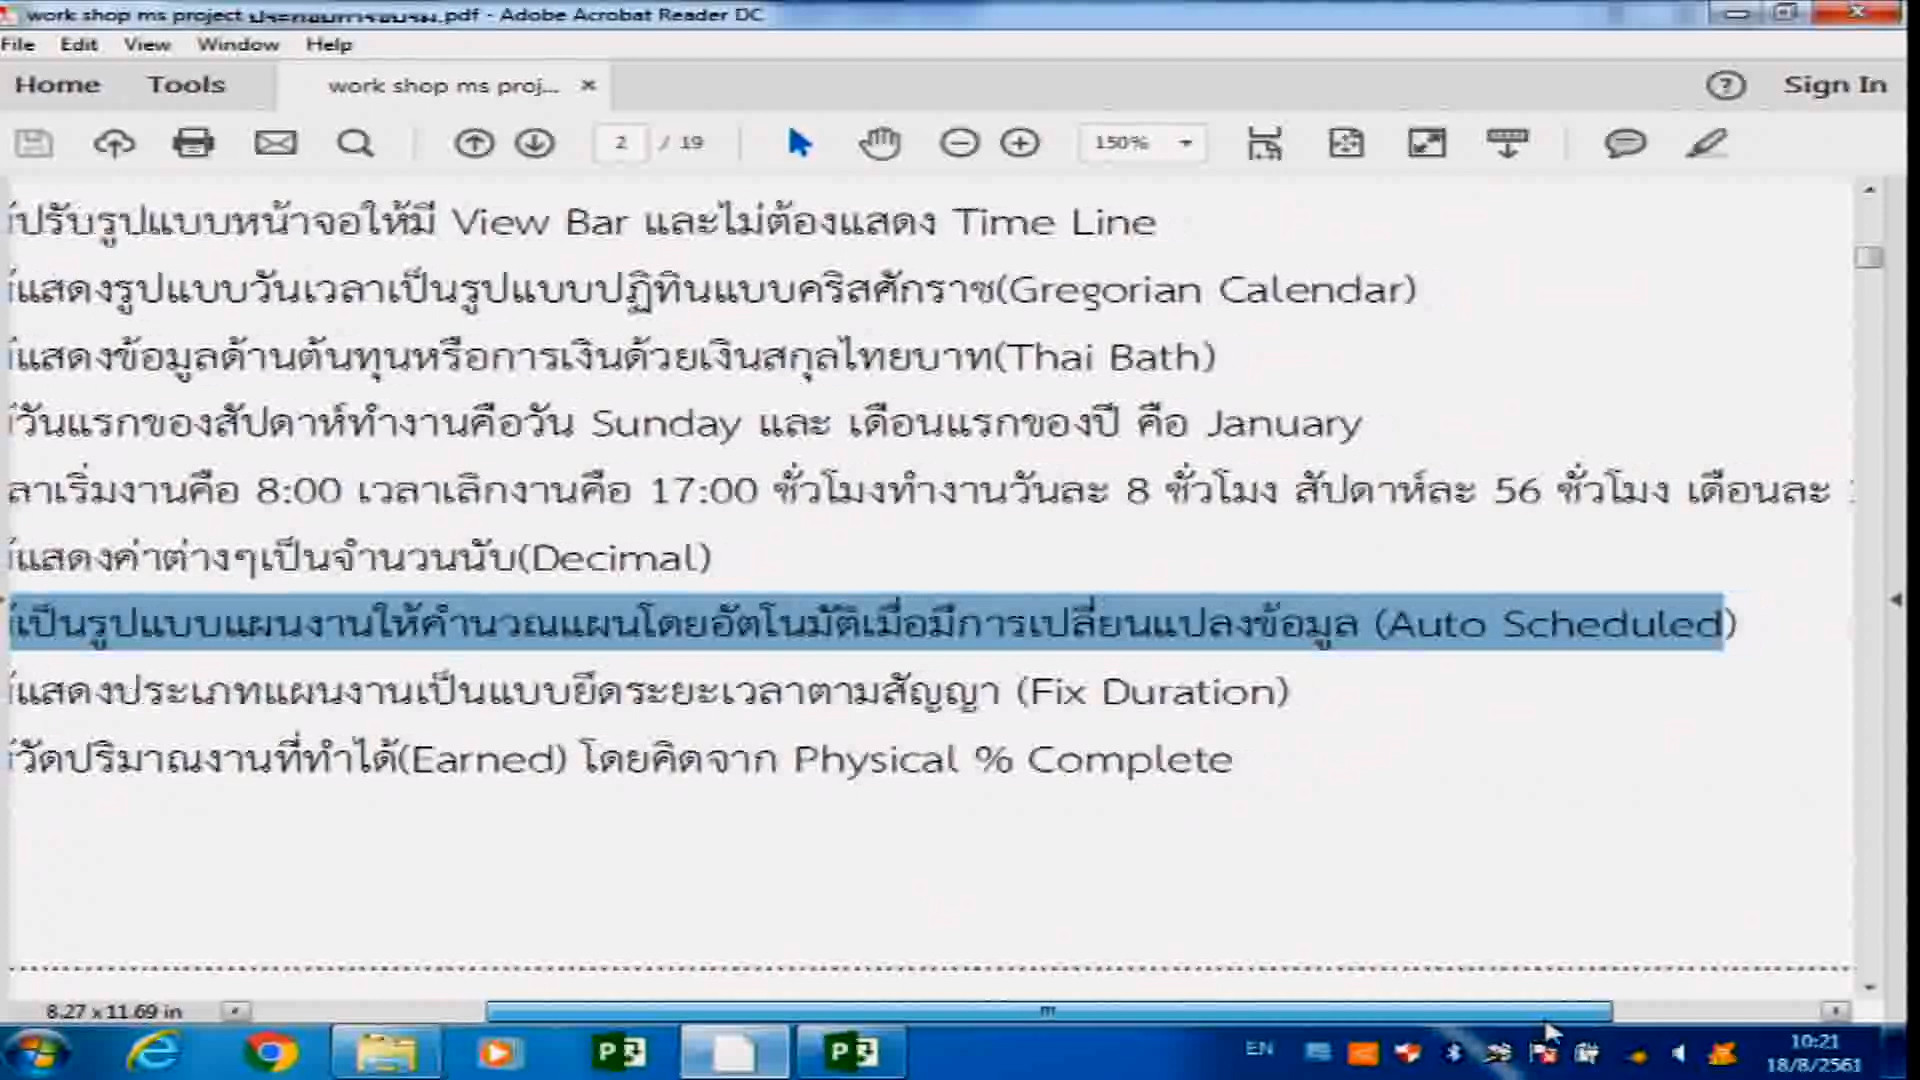 work shop ms project ประกอบการอบรม.pdf - Adobe Acrobat Reader DC
File Edit View Window Help
Home Tools work shop ms proj... × ? Sign In
2 / 19 150%
ปรับรูปแบบหน้าจอให้มี View Bar และไม่ต้องแสดง Time Line
แสดงรูปแบบวันเวลาเป็นรูปแบบปฏิทินแบบคริสศักราช(Gregorian Calendar)
แสดงข้อมูลด้านต้นทุนหรือการเงินด้วยเงินสกุลไทยบาท(Thai Bath)
วันแรกของสัปดาห์ทำงานคือวัน Sunday และ เดือนแรกของปี คือ January
ลาเริ่มงานคือ 8:00 เวลาเลิกงานคือ 17:00 ชั่วโมงทำงานวันละ 8 ชั่วโมง สัปดาห์ละ 56 ชั่วโมง เดือนละ
แสดงค่าต่างๆเป็นจำนวนนับ(Decimal)
เป็นรูปแบบแผนงานให้คำนวณแผนโดยอัตโนมัติเมื่อมีการเปลี่ยนแปลงข้อมูล (Auto Scheduled)
แสดงประเภทแผนงานเป็นแบบยึดระยะเวลาตามสัญญา (Fix Duration)
วัดปริมาณงานที่ทำได้(Earned) โดยคิดจาก Physical % Complete
8.27 x 11.69 in
EN 10:21
18/8/2561